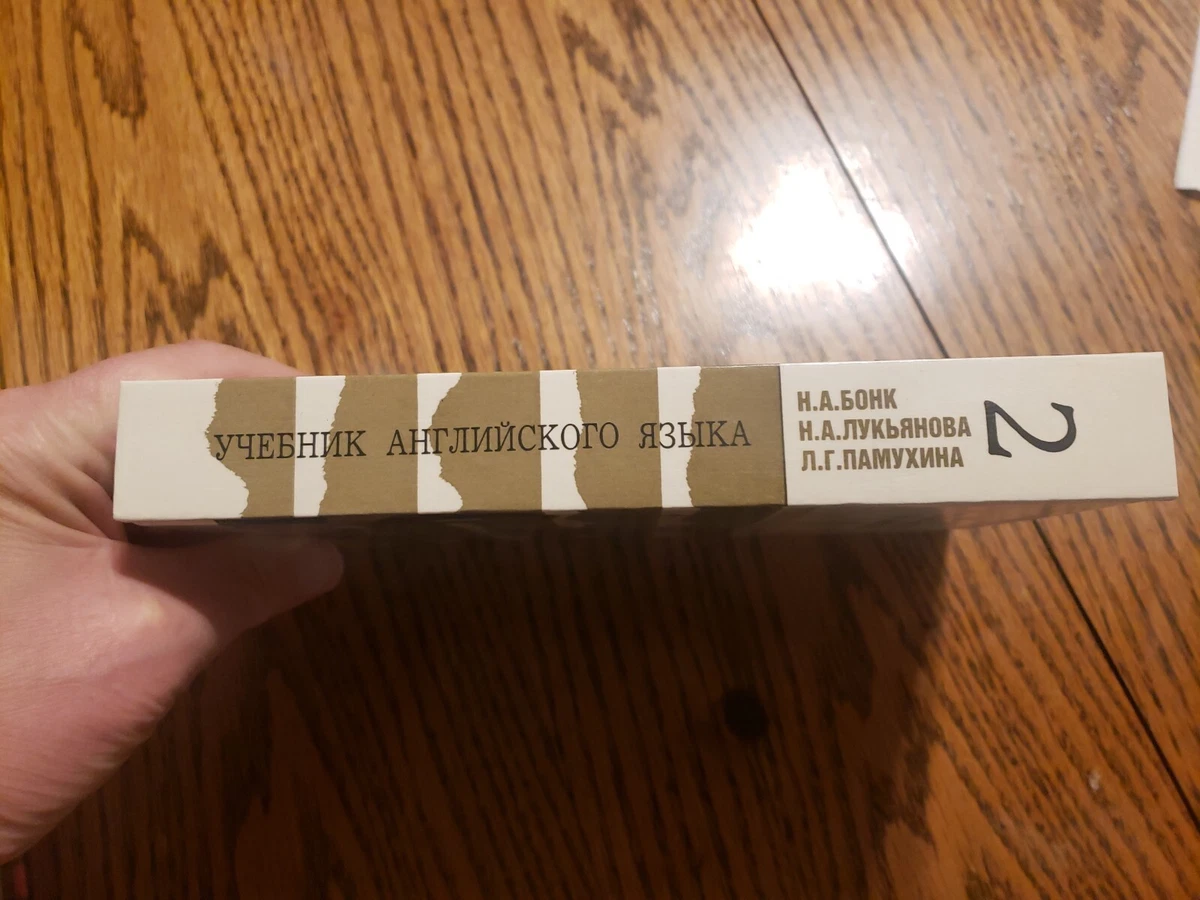 УЧЕБНИК АНГЛИЙСКОГО ЯЗЫКА
Н.А.БОНК
Н.А.ЛУКЬЯНОВА
Л.Г.ПАМУХИНА
2